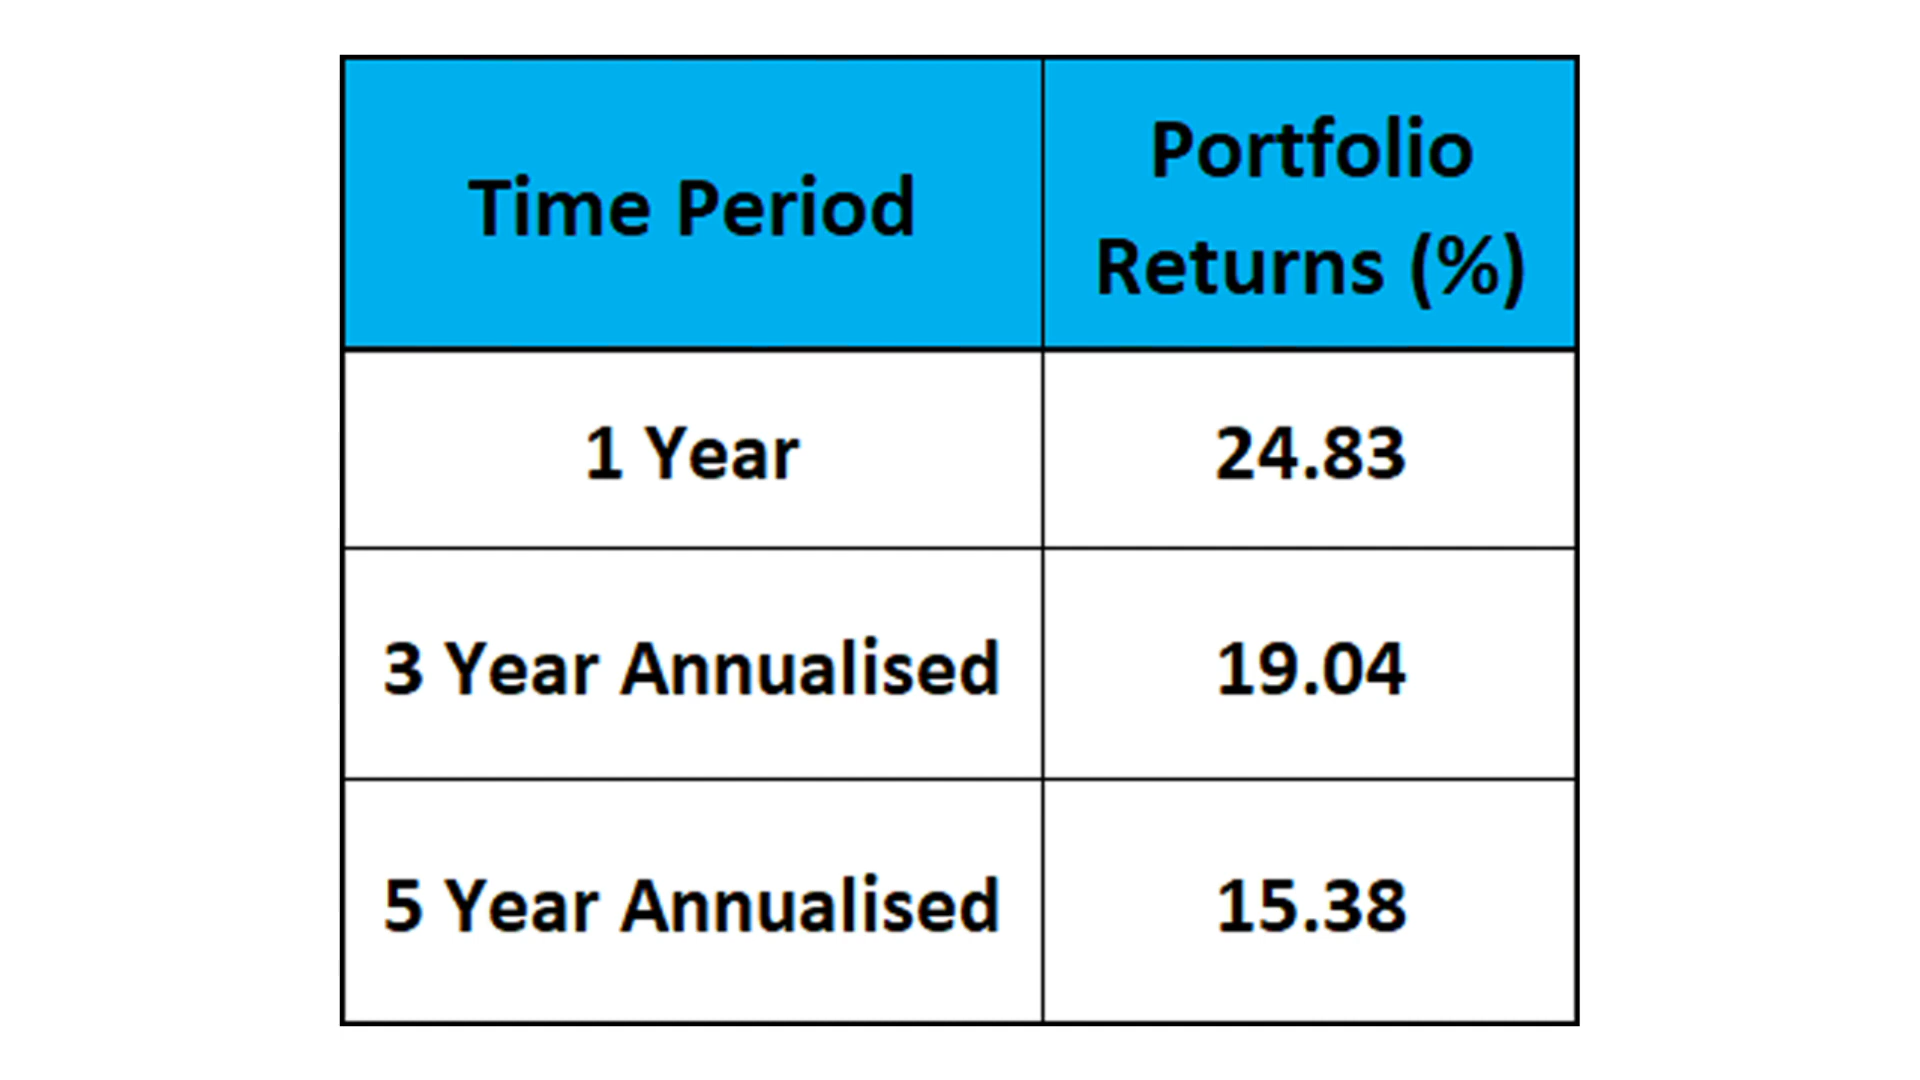 Time Period
Portfolio
Returns (%)
1 Year
24.83
3 Year Annualised
19.04
5 Year Annualised
15.38